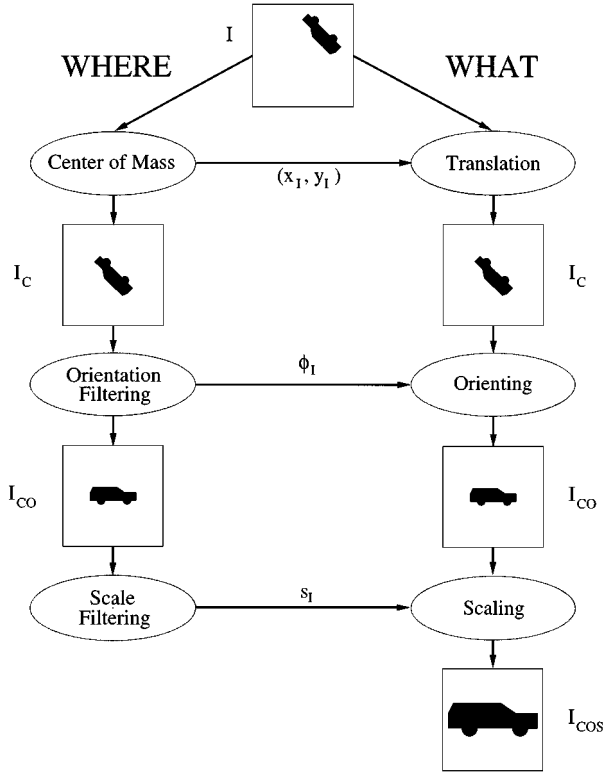 I
WHERE
WHAT
Center of Mass
(x_I, y_I)
Translation
I_C
I_C
Orientation
Filtering
ϕ_I
Orienting
I_CO
I_CO
Scale
Filtering
s_I
Scaling
I_COS